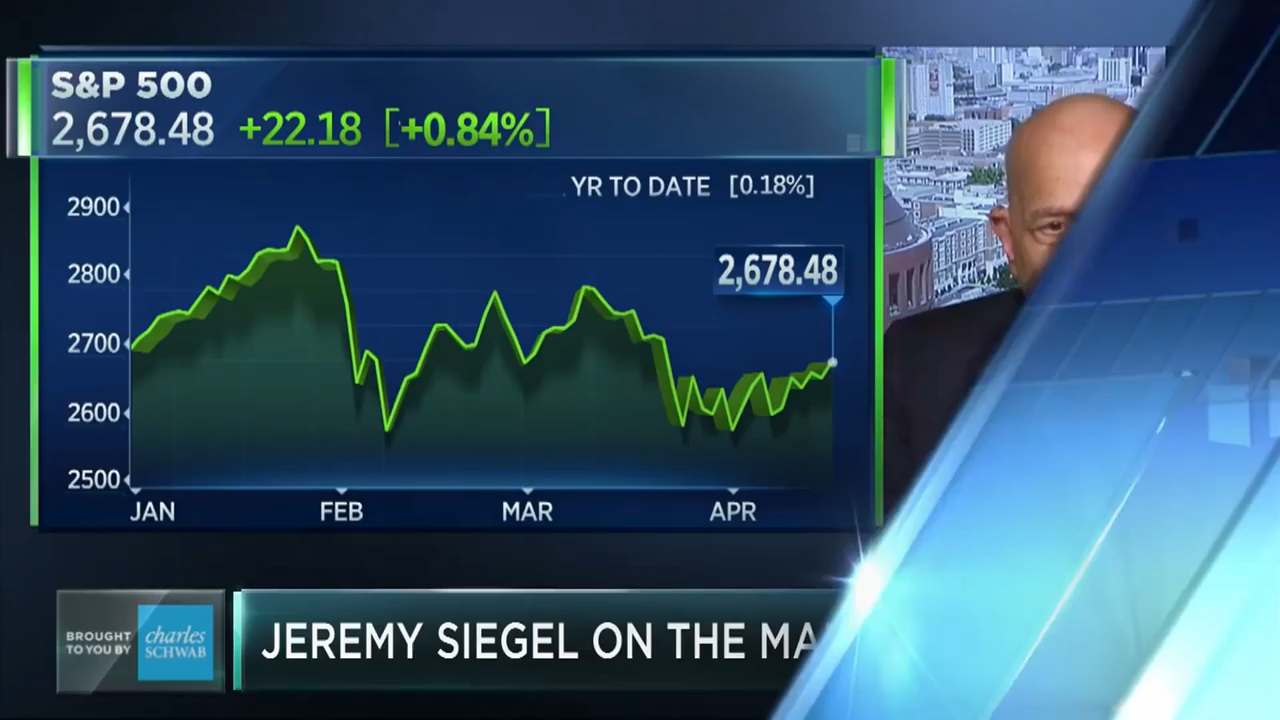 S&P 500
2,678.48 +22.18 [+0.84%]
YR TO DATE [0.18%]
2900
2800
2700
2600
2500
2,678.48
JAN FEB MAR APR
BROUGHT
TO YOU BY
charles
SCHWAB
JEREMY SIEGEL ON THE MA